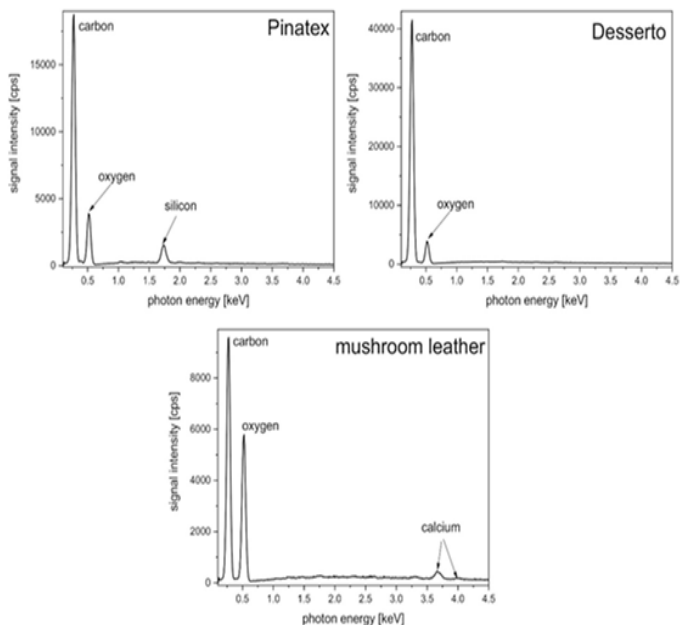 Pinatex
carbon
oxygen
silicon
15000
10000
5000
0
signal intensity [cps]
0.5 1.0 1.5 2.0 2.5 3.0 3.5 4.0 4.5
photon energy [keV]
Desserto
carbon
oxygen
40000
30000
20000
10000
0
signal intensity [cps]
0.5 1.0 1.5 2.0 2.5 3.0 3.5 4.0 4.5
photon energy [keV]
mushroom leather
carbon
oxygen
calcium
8000
6000
4000
2000
0
signal intensity [cps]
0.5 1.0 1.5 2.0 2.5 3.0 3.5 4.0 4.5
photon energy [keV]